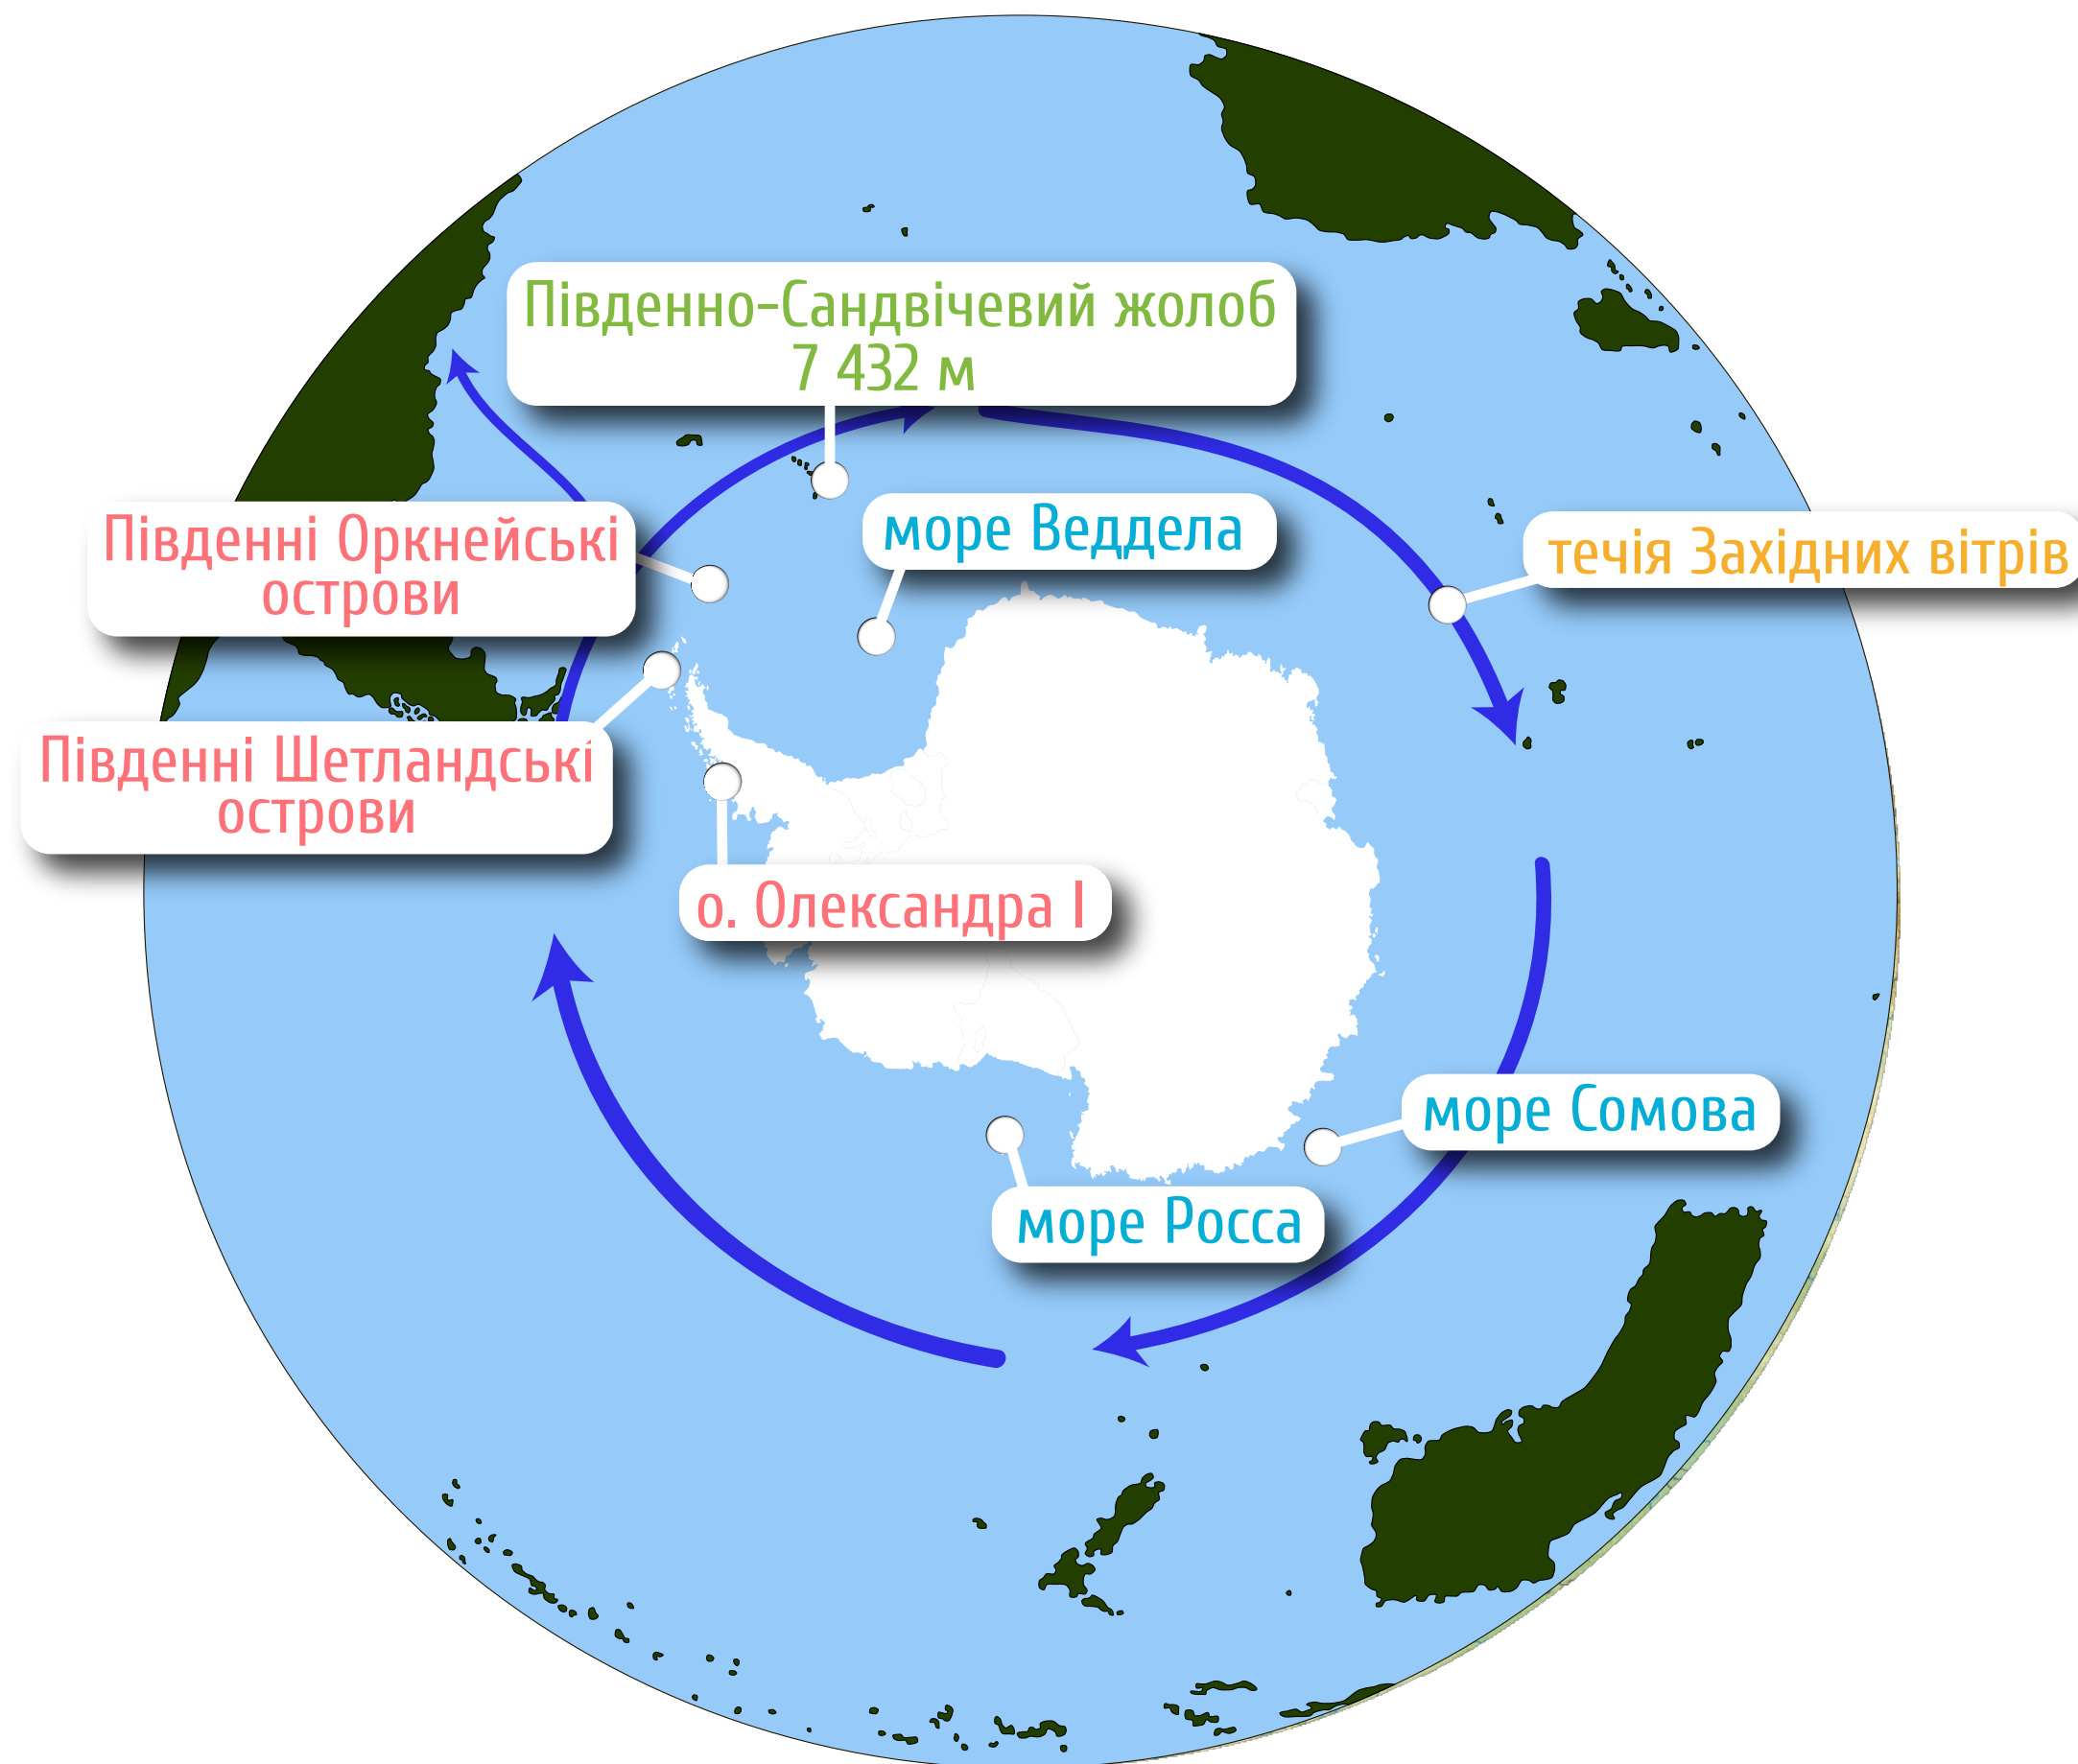 Південно-Сандвічевий жолоб
7 432 м
море Веддела
Південні Оркнейські
острови
течія Західних вітрів
Південні Шетландські
острови
о. Олександра І
море Сомова
море Росса